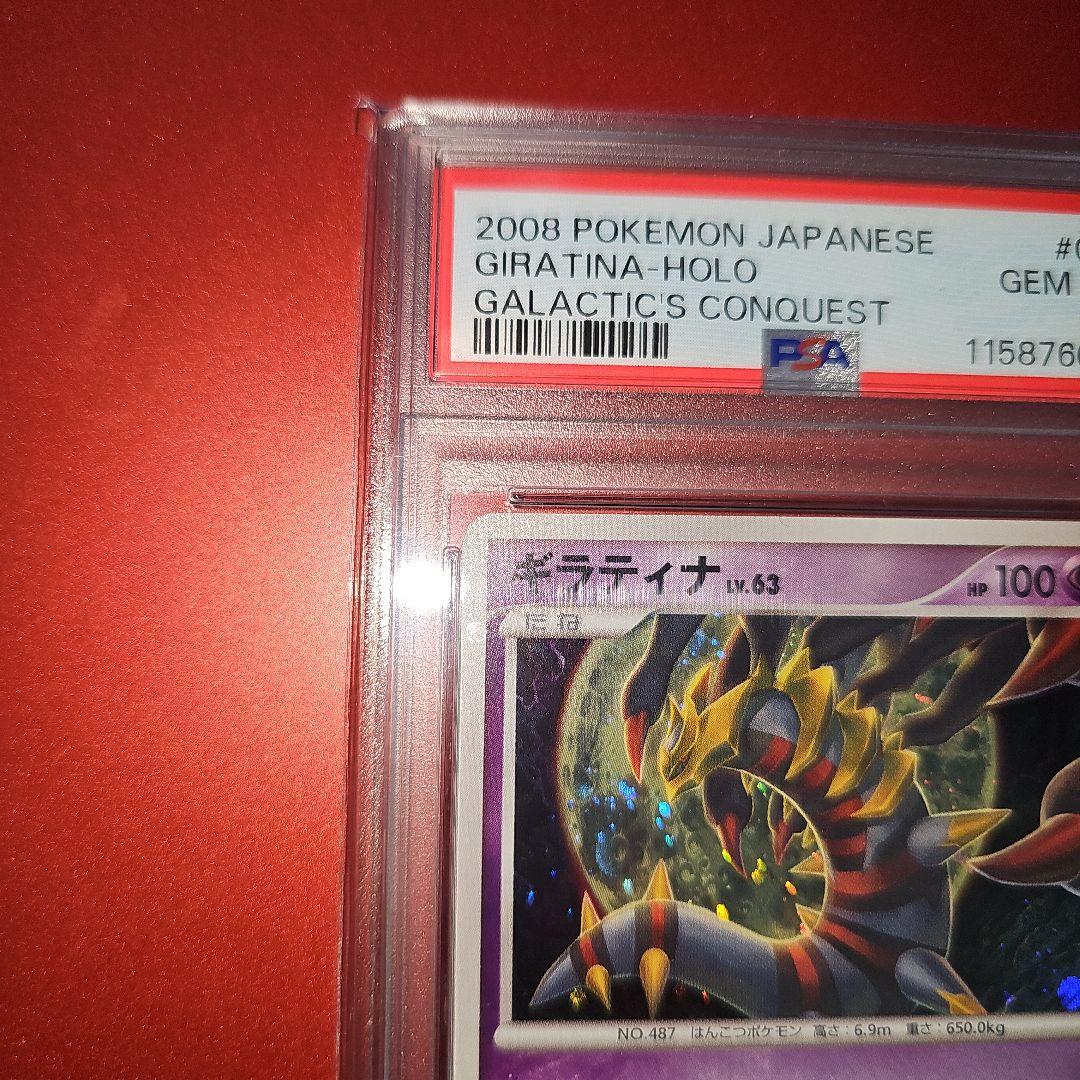 2008 POKEMON JAPANESE
GIRATINA-HOLO GEM
GALACTIC'S CONQUEST
PSA
ギラティナ LV.63 HP 100
NO.487 はんこつポケモン 高さ：6.9m 重さ：650.0kg